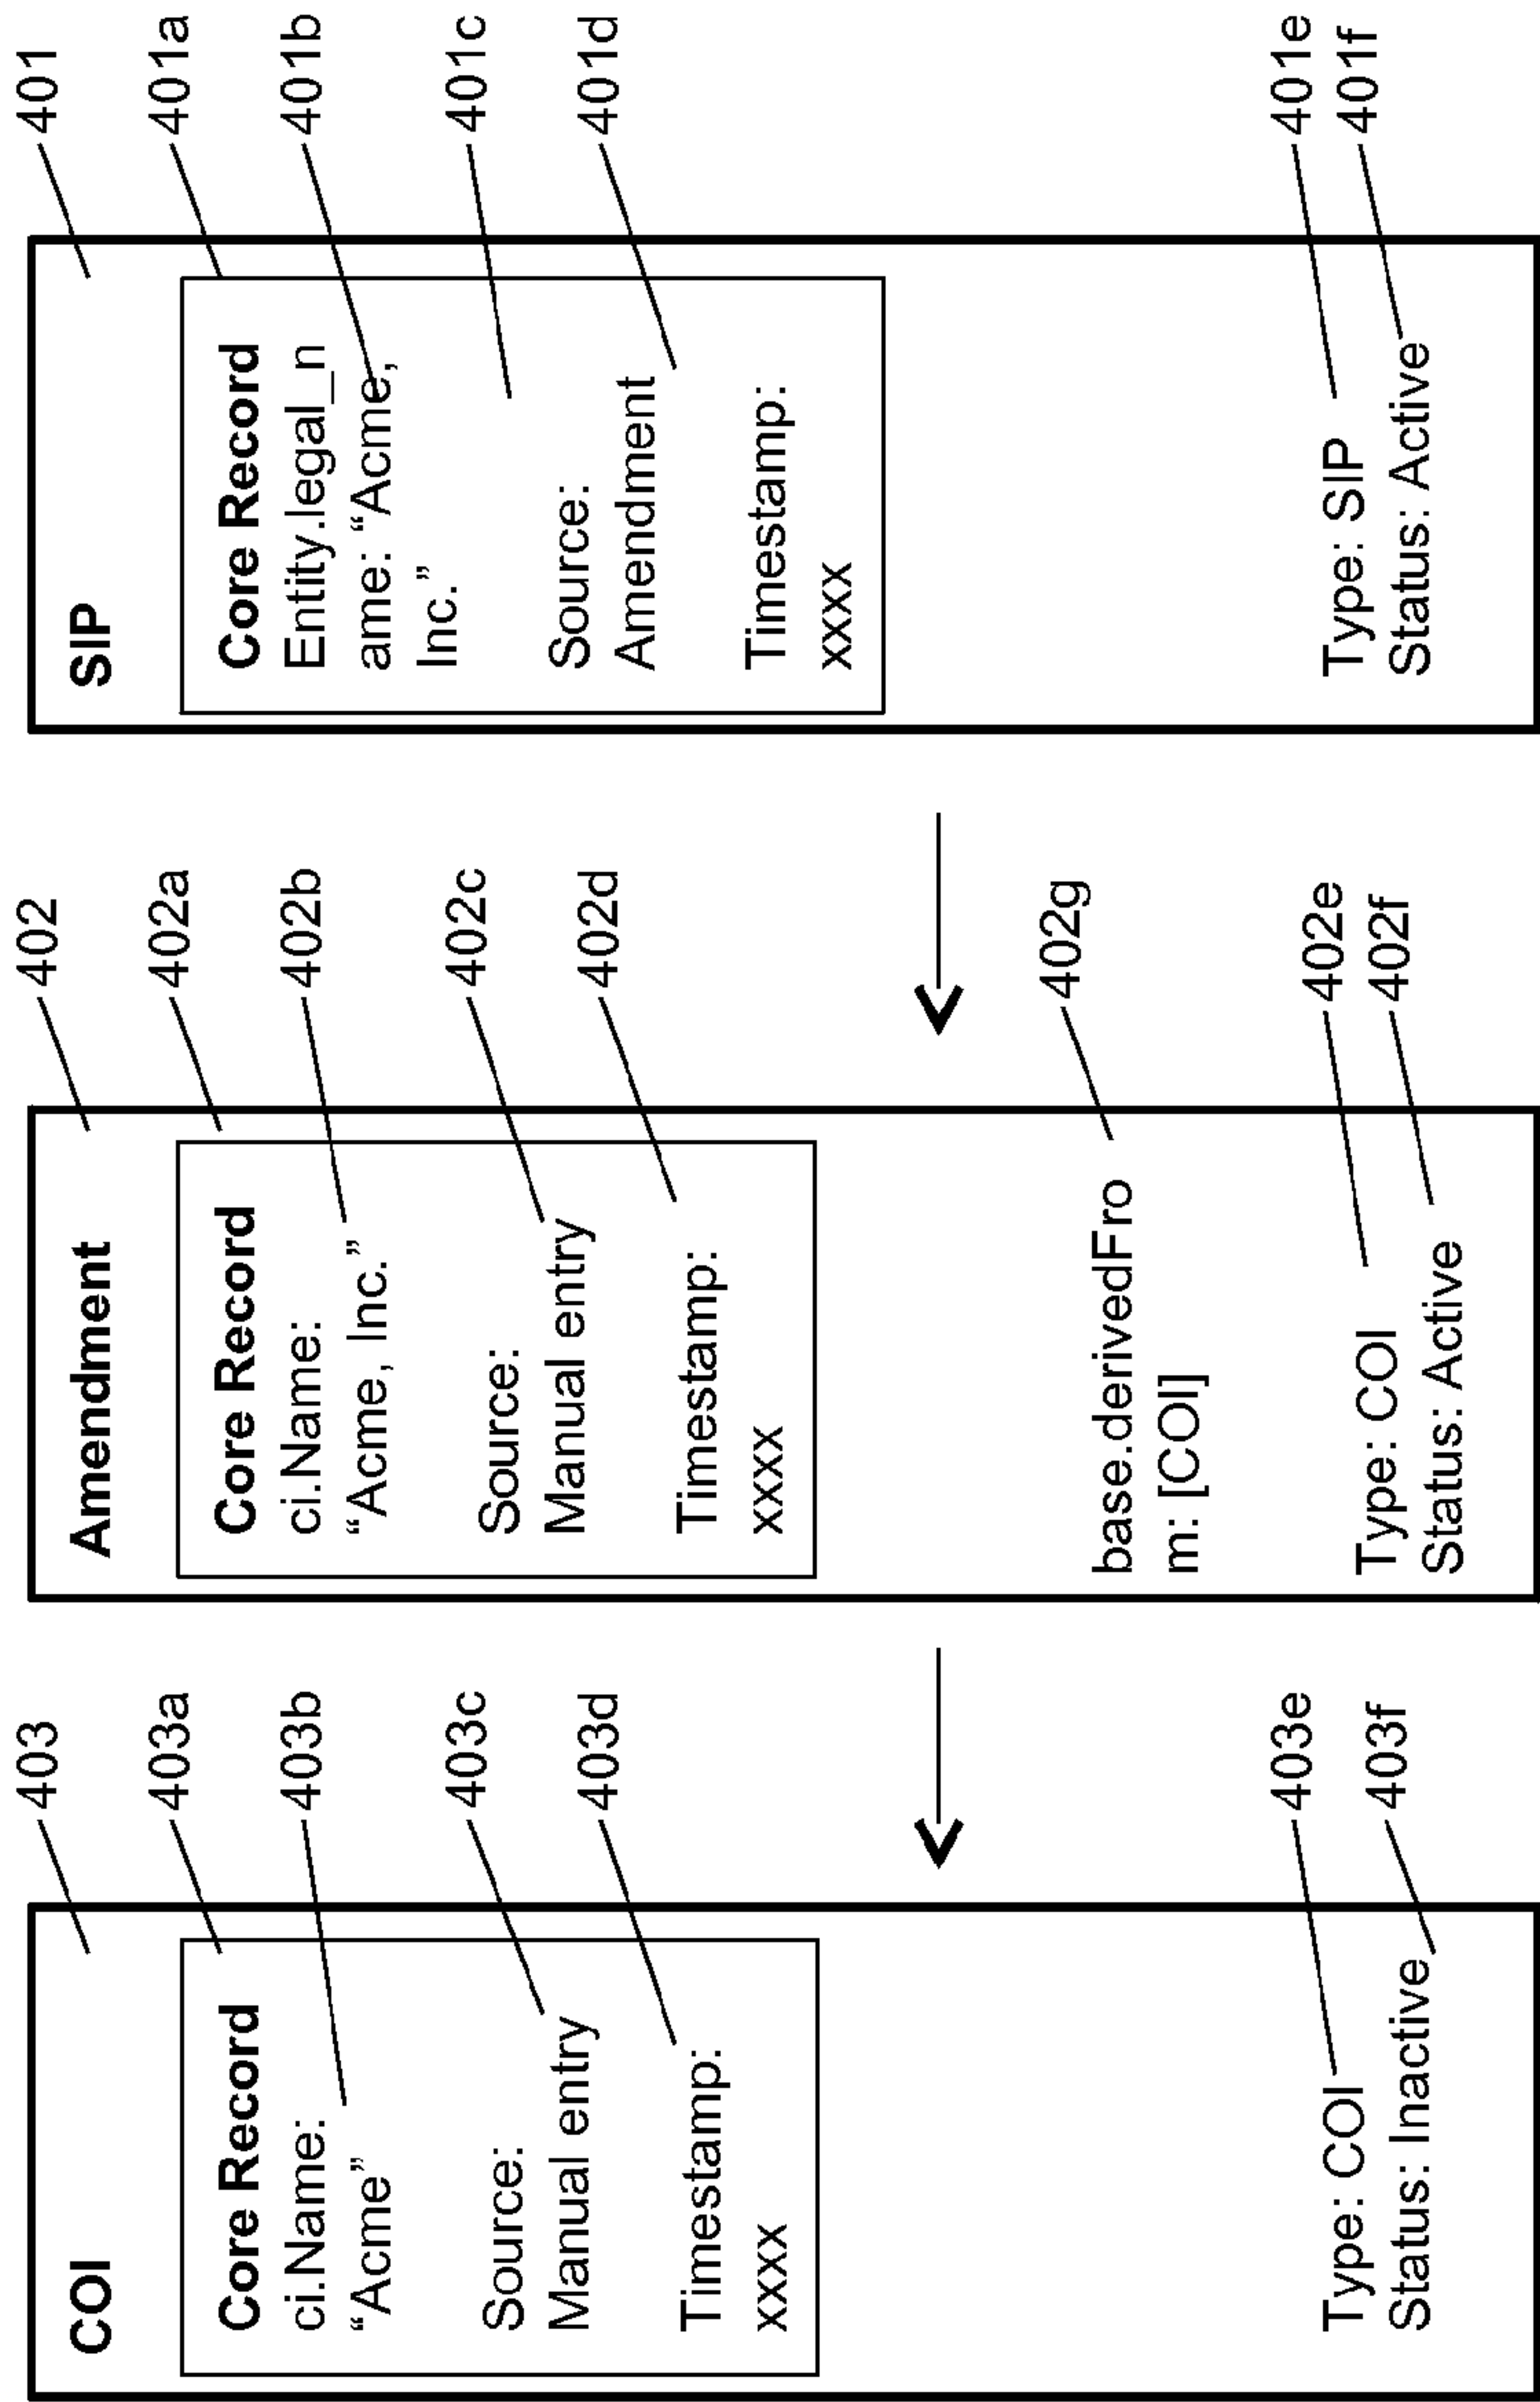 COI
Core Record
ci.Name:
“Acme”
Source:
Manual entry
Timestamp:
xxxx
Type: COI
Status: Inactive
403
403a
403b
403c
403d
403e
403f
Amendment
Core Record
ci.Name:
“Acme, Inc.”
Source:
Manual entry
Timestamp:
xxxx
base.derivedFro
m: [COI]
Type: COI
Status: Active
402
402a
402b
402c
402d
402g
402e
402f
SIP
Core Record
Entity.legal_n
ame: “Acme,
Inc.”
Source:
Amendment
Timestamp:
xxxx
Type: SIP
Status: Active
401
401a
401b
401c
401d
401e
401f